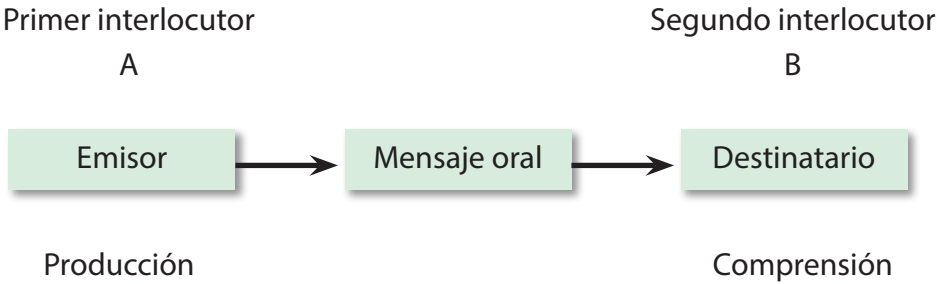 Primer interlocutor
Segundo interlocutor
A
B
Emisor
Mensaje oral
Destinatario
Producción
Comprensión